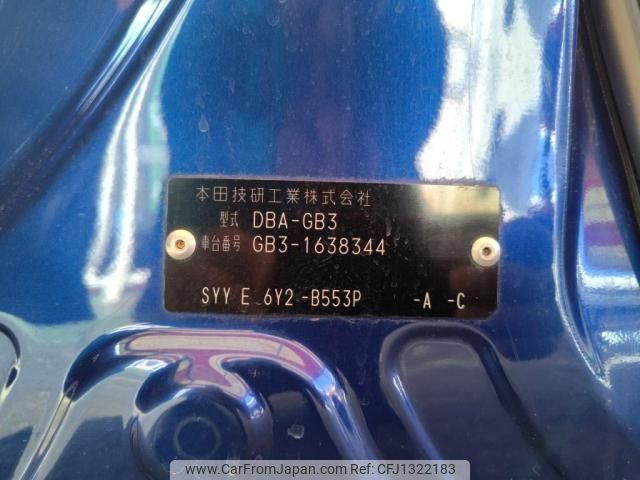 本田技研工業株式会社
型式 DBA-GB3
車台番号 GB3-1638344
SYY E 6Y2 -B553P -A -C
www.CarFromJapan.com - Ref-No: CFJ1322183